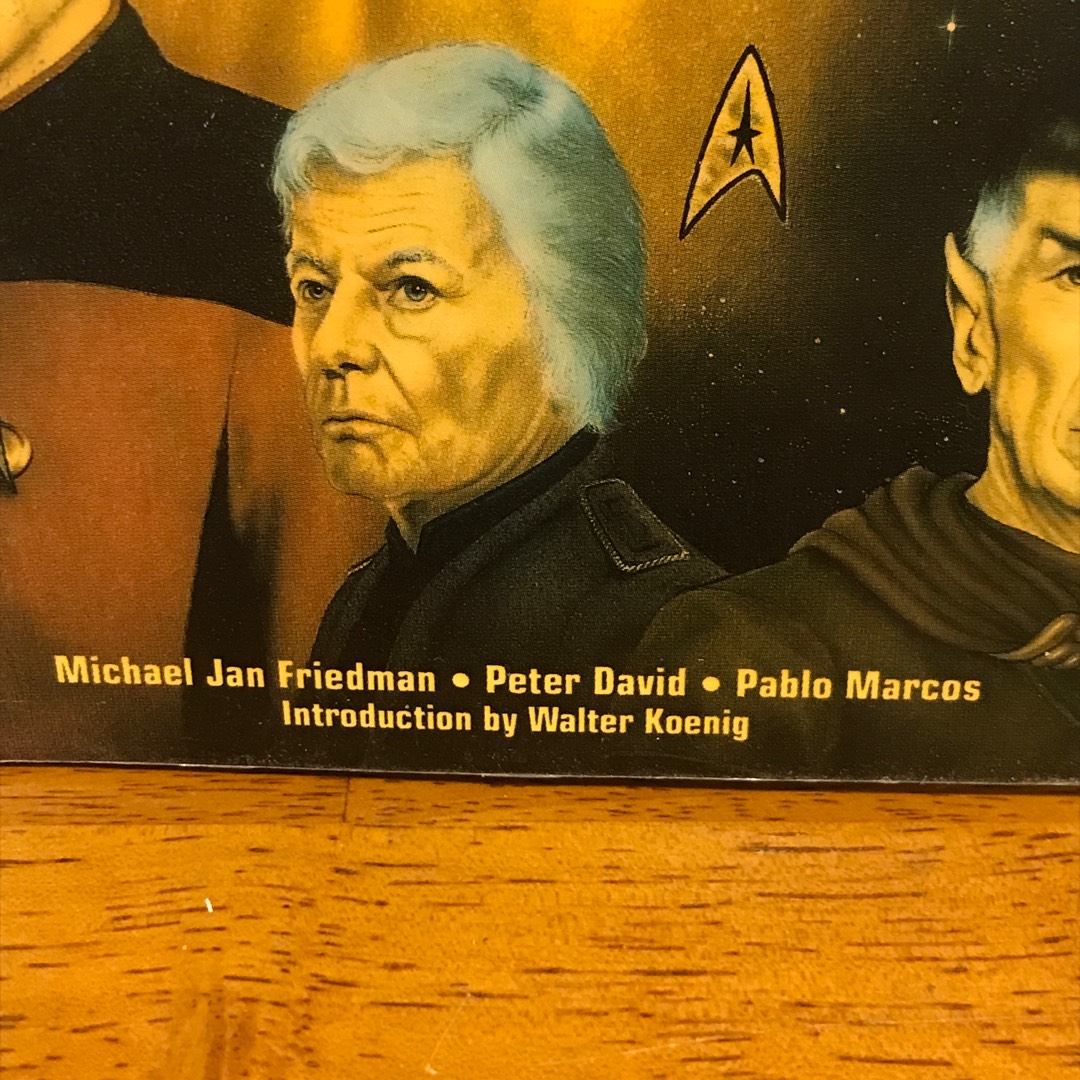 Michael Jan Friedman • Peter David • Pablo Marcos
Introduction by Walter Koenig